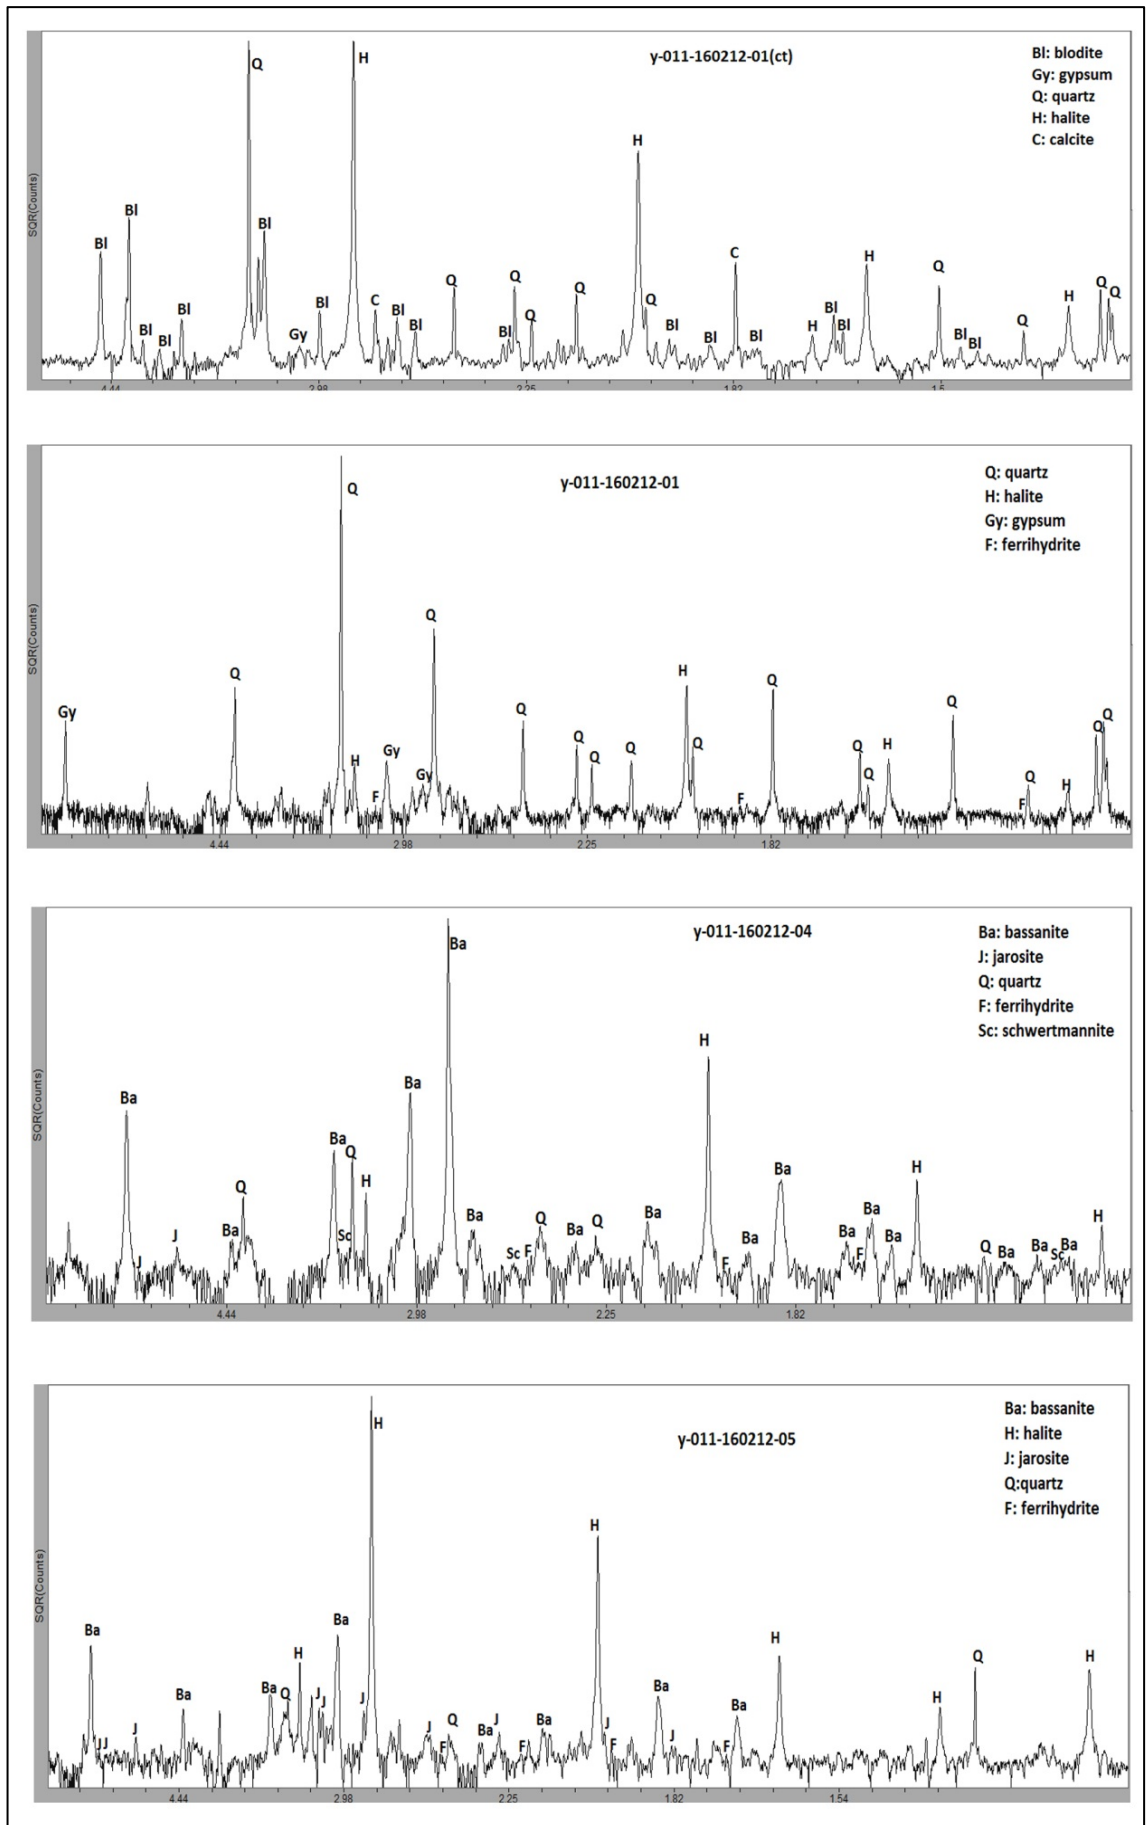 y-011-160212-01(ct)
Bl: blodite
Gy: gypsum
Q: quartz
H: halite
C: calcite
SQR(Counts)
Bl
Bl
Bl
Bl
Bl
Q
Bl
Gy
Bl
H
C
Bl
Bl
Q
Bl
Q
Q
Q
H
Q
Bl
Bl
C
Bl
H
Bl
Bl
H
Q
Bl
Bl
Q
H
Q
Q
4.44 2.98 2.25 1.82 1.5
y-011-160212-01
Q: quartz
H: halite
Gy: gypsum
F: ferrihydrite
SQR(Counts)
Gy
Q
Q
H
F
Gy
Gy
Q
Q
Q
Q
Q
H
Q
F
Q
Q
Q
H
Q
F
Q
H
Q
Q
4.44 2.98 2.25 1.82
y-011-160212-04
Ba: bassanite
J: jarosite
Q: quartz
F: ferrihydrite
Sc: schwertmannite
SQR(Counts)
Ba
J
J
Ba
Q
Ba
Sc
Q
H
Ba
Ba
Ba
Sc
F
Q
Ba
Q
Ba
H
F
Ba
Ba
Ba
F
Ba
Ba
H
Q
Ba
Ba
Sc
Ba
H
4.44 2.98 2.25 1.82
y-011-160212-05
Ba: bassanite
H: halite
J: jarosite
Q:quartz
F: ferrihydrite
SQR(Counts)
Ba
J
J
J
Ba
Ba
Q
H
J
J
Ba
J
H
J
F
Q
Ba
J
F
Ba
H
J
F
Ba
J
F
Ba
H
H
Q
H
4.44 2.98 2.25 1.82 1.54